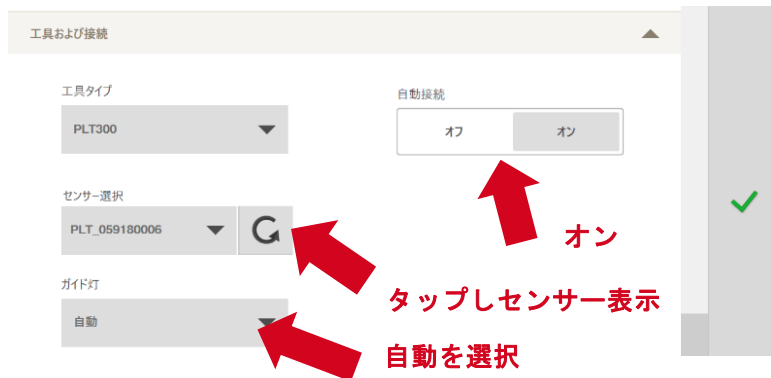 工具および接続
工具タイプ
PLT300
自動接続
オフ
オン
センサー選択
PLT_059180006
オン
タップしセンサー表示
ガイド灯
自動
自動を選択